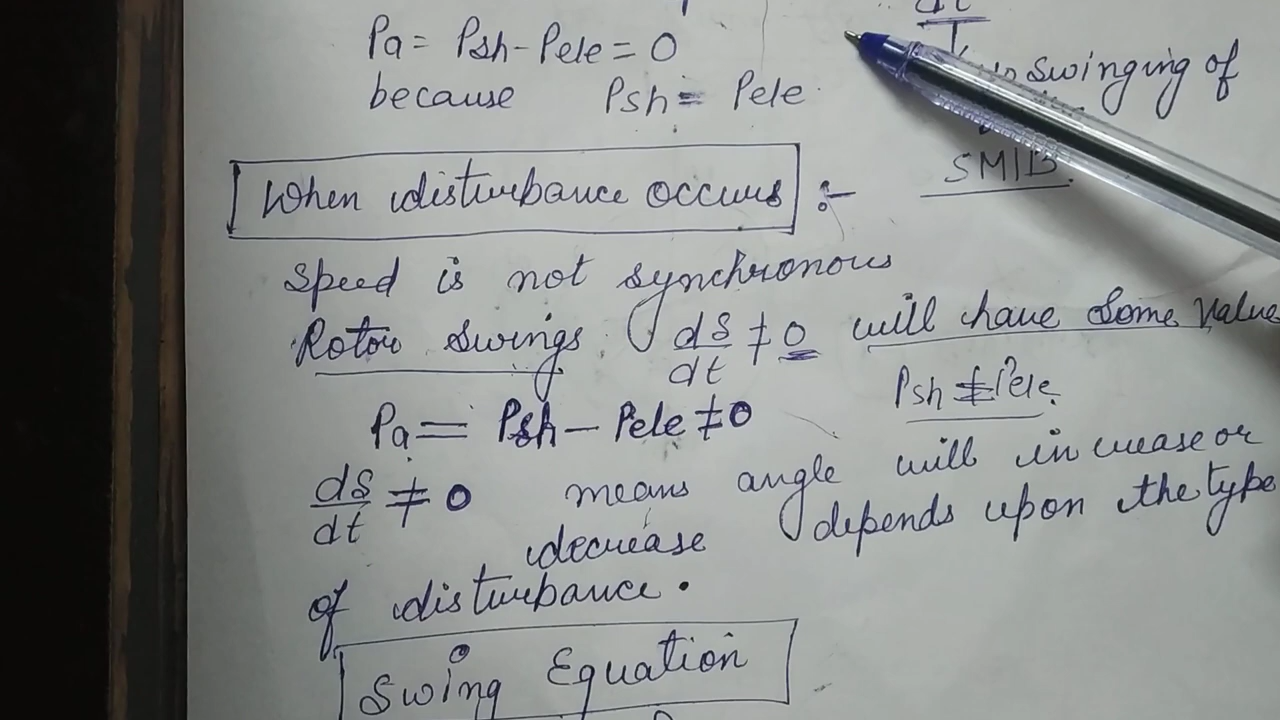 Pa = Psh - Pele = 0
because Psh = Pele
dt
Swinging of
SMIB.
When disturbance occurs :-
Speed is not synchronous
Rotor swings dδ/dt ≠ 0 will have some value
Psh ≠ Pele.
Pa = Psh - Pele ≠ 0
dδ/dt ≠ 0 means angle will increase or
decrease depends upon the type
of disturbance.
Swing Equation